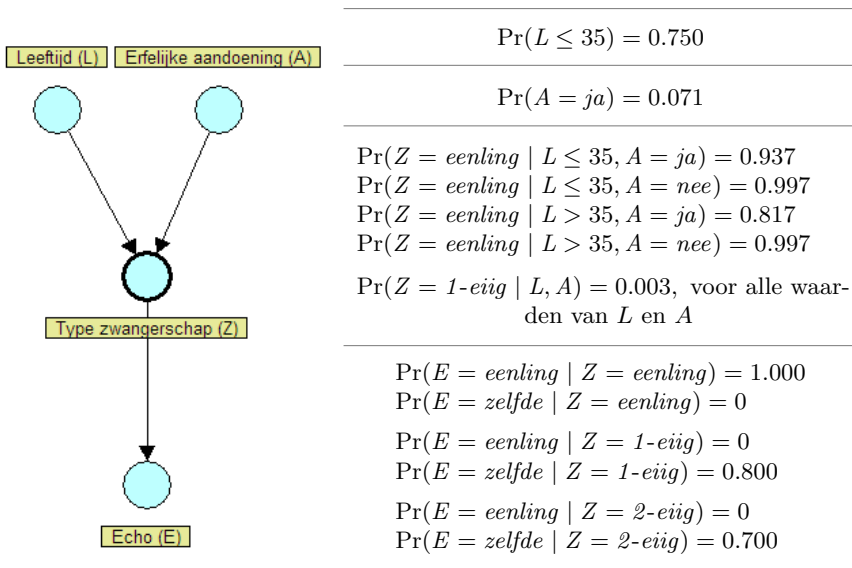 Leeftijd (L)
Erfelijke aandoening (A)
Type zwangerschap (Z)
Echo (E)
Pr(L ≤ 35) = 0.750
Pr(A = ja) = 0.071
Pr(Z = eenling | L ≤ 35, A = ja) = 0.937
Pr(Z = eenling | L ≤ 35, A = nee) = 0.997
Pr(Z = eenling | L > 35, A = ja) = 0.817
Pr(Z = eenling | L > 35, A = nee) = 0.997
Pr(Z = 1-eiig | L, A) = 0.003, voor alle waar-
den van L en A
Pr(E = eenling | Z = eenling) = 1.000
Pr(E = zelfde | Z = eenling) = 0
Pr(E = eenling | Z = 1-eiig) = 0
Pr(E = zelfde | Z = 1-eiig) = 0.800
Pr(E = eenling | Z = 2-eiig) = 0
Pr(E = zelfde | Z = 2-eiig) = 0.700